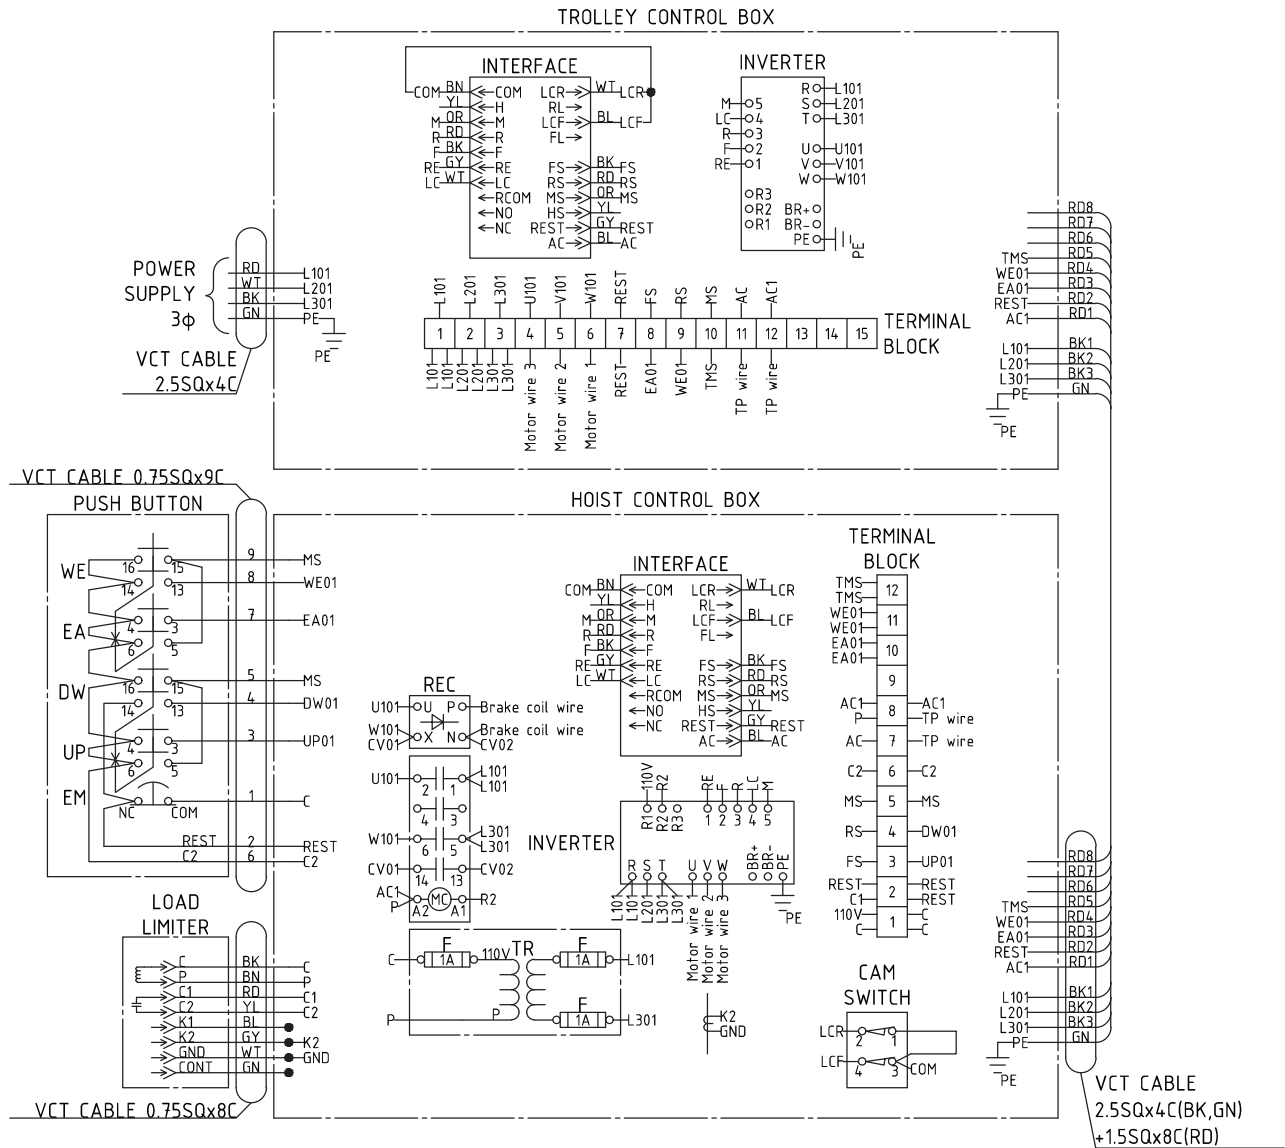 TROLLEY CONTROL BOX
INTERFACE
COM BN COM LCR WT LCR
YL H RL
M OR M LCF BL LCF
R RD R FL
F BK F
RE GY RE FS BK FS
LC WT LC RS RD RS
RCOM MS OR MS
NO HS YL
NC REST GY REST
AC BL AC
INVERTER
R L101
M 5 S L201
LC 4 T L301
R 3
F 2 U U101
RE 1 V V101
W W101
R3
R2 BR+
R1 BR-
PE
PE
POWER
SUPPLY
3ϕ
RD L101
WT L201
BK L301
GN PE
PE
VCT CABLE
2.5SQx4C
L101 L201 L301 U101 V101 W101 REST FS RS MS AC AC1
1 2 3 4 5 6 7 8 9 10 11 12 13 14 15
TERMINAL
BLOCK
L101 L101 L201 L201 L301 L301 Motor wire 3 Motor wire 2 Motor wire 1 REST EA01 WE01 TMS TP wire TP wire
RD8
RD7
RD6
TMS RD5
WE01 RD4
EA01 RD3
REST RD2
AC1 RD1
L101 BK1
L201 BK2
L301 BK3
PE GN
PE
VCT CABLE 0.75SQx9C
PUSH BUTTON
HOIST CONTROL BOX
WE 16 15 9 MS
14 13 8 WE01
EA 4 3 7 EA01
6 5
DW 16 15 5 MS
14 13 4 DW01
UP 4 3 3 UP01
6 5
EM NC COM 1 C
REST 2 REST
C2 6 C2
LOAD
LIMITER
C BK C
P BN P
C1 RD C1
C2 YL C2
K1 BL
K2 GY K2
GND WT GND
CONT GN
VCT CABLE 0.75SQx8C
REC
U101 U P Brake coil wire
W101 X N Brake coil wire
CV01 CV02
U101 2 1 L101
L101
4 3
W101 6 5 L301
L301
CV01 14 13 CV02
AC1 MC R2
P A2 A1
F TR F
C 1A 110V 1A L101
F
P P 1A L301
INTERFACE
COM BN COM LCR WT LCR
YL H RL
M OR M LCF BL LCF
R RD R FL
F BK F
RE GY RE FS BK FS
LC WT LC RS RD RS
RCOM MS OR MS
NO HS YL
NC REST GY REST
AC BL AC
INVERTER
110V R2 RE F R LC M
R1 R2 R3 1 2 3 4 5
R S T U V W BR+ BR- PE
L101 L101 L201 L301 L301 Motor wire 1 Motor wire 2 Motor wire 3
PE
K2
GND
TERMINAL
BLOCK
TMS 12
TMS
WE01 11
WE01
EA01 10
EA01
9
AC1 8 AC1
P TP wire
AC 7 TP wire
C2 6 C2
MS 5 MS
RS 4 DW01
FS 3 UP01
REST 2 REST
C1 REST
110V 1 C
C C
CAM
SWITCH
LCR 2 1
LCF 4 3 COM
RD8
RD7
RD6
TMS RD5
WE01 RD4
EA01 RD3
REST RD2
AC1 RD1
L101 BK1
L201 BK2
L301 BK3
PE GN
PE
VCT CABLE
2.5SQx4C(BK,GN)
+1.5SQx8C(RD)